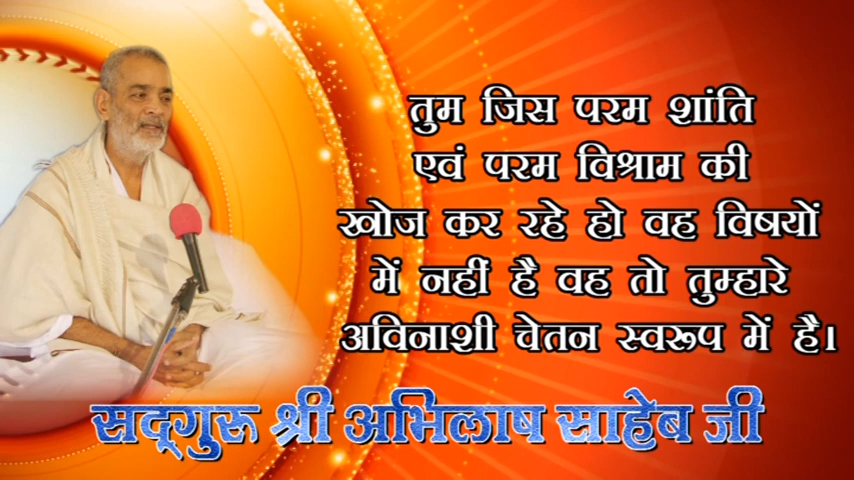 तुम जिस परम शांति
एवं परम विश्राम की
खोज कर रहे हो वह विषयों
में नहीं है वह तो तुम्हारे
अविनाशी चेतन स्वरूप में है।
सद्गुरू श्री अभिलाष साहेब जी